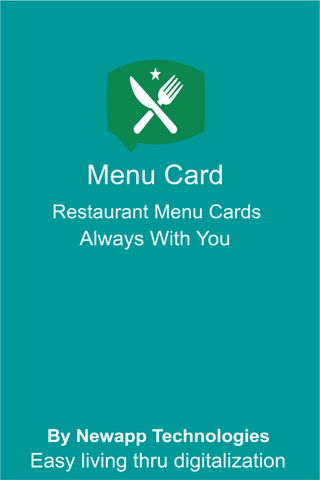 Menu Card
Restaurant Menu Cards
Always With You
By Newapp Technologies
Easy living thru digitalization